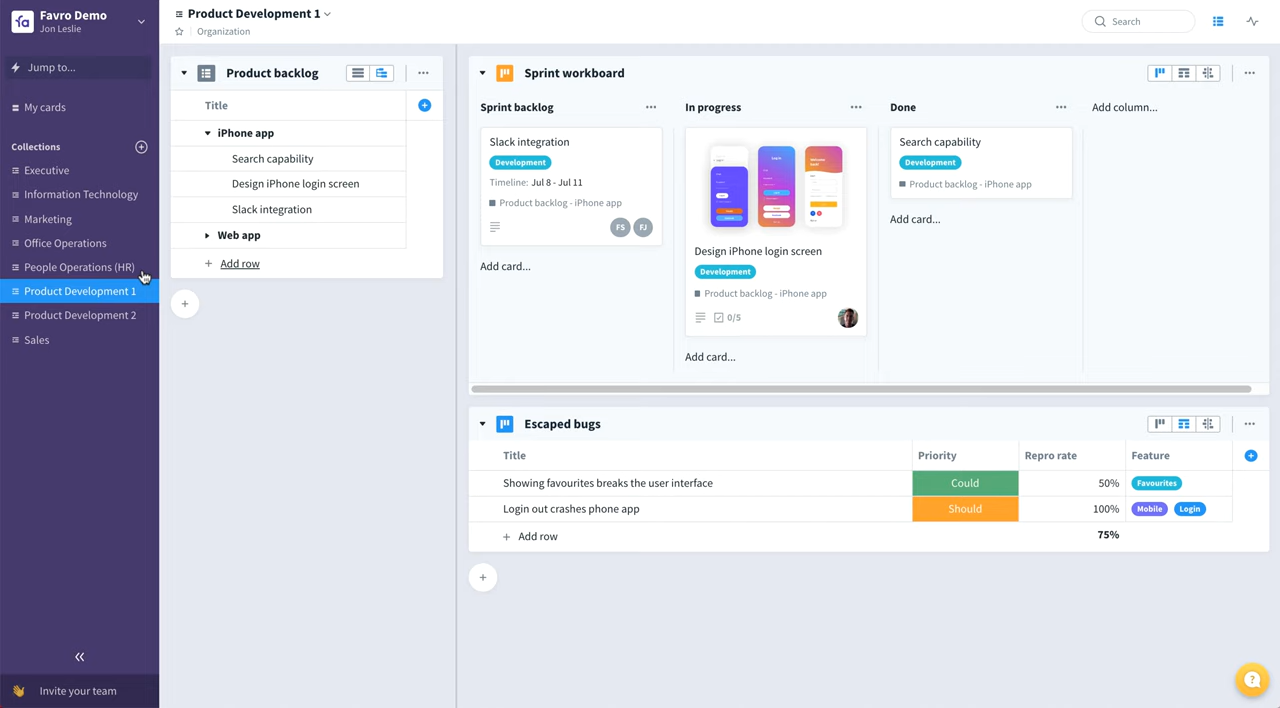 fa
Favro Demo
Jon Leslie
Jump to...
My cards
Collections
Executive
Information Technology
Marketing
Office Operations
People Operations (HR)
Product Development 1
Product Development 2
Sales
Invite your team
Product Development 1
Organization
Search
Product backlog
Title
iPhone app
Search capability
Design iPhone login screen
Slack integration
Web app
Add row
Sprint workboard
Sprint backlog
Slack integration
Development
Timeline: Jul 8 - Jul 11
Product backlog - iPhone app
FS FJ
Add card...
In progress
Design iPhone login screen
Development
Product backlog - iPhone app
0/5
Add card...
Done
Search capability
Development
Product backlog - iPhone app
Add card...
Add column...
Escaped bugs
Title Priority Repro rate Feature
Showing favourites breaks the user interface Could 50% Favourites
Login out crashes phone app Should 100% Mobile Login
Add row 75%
?